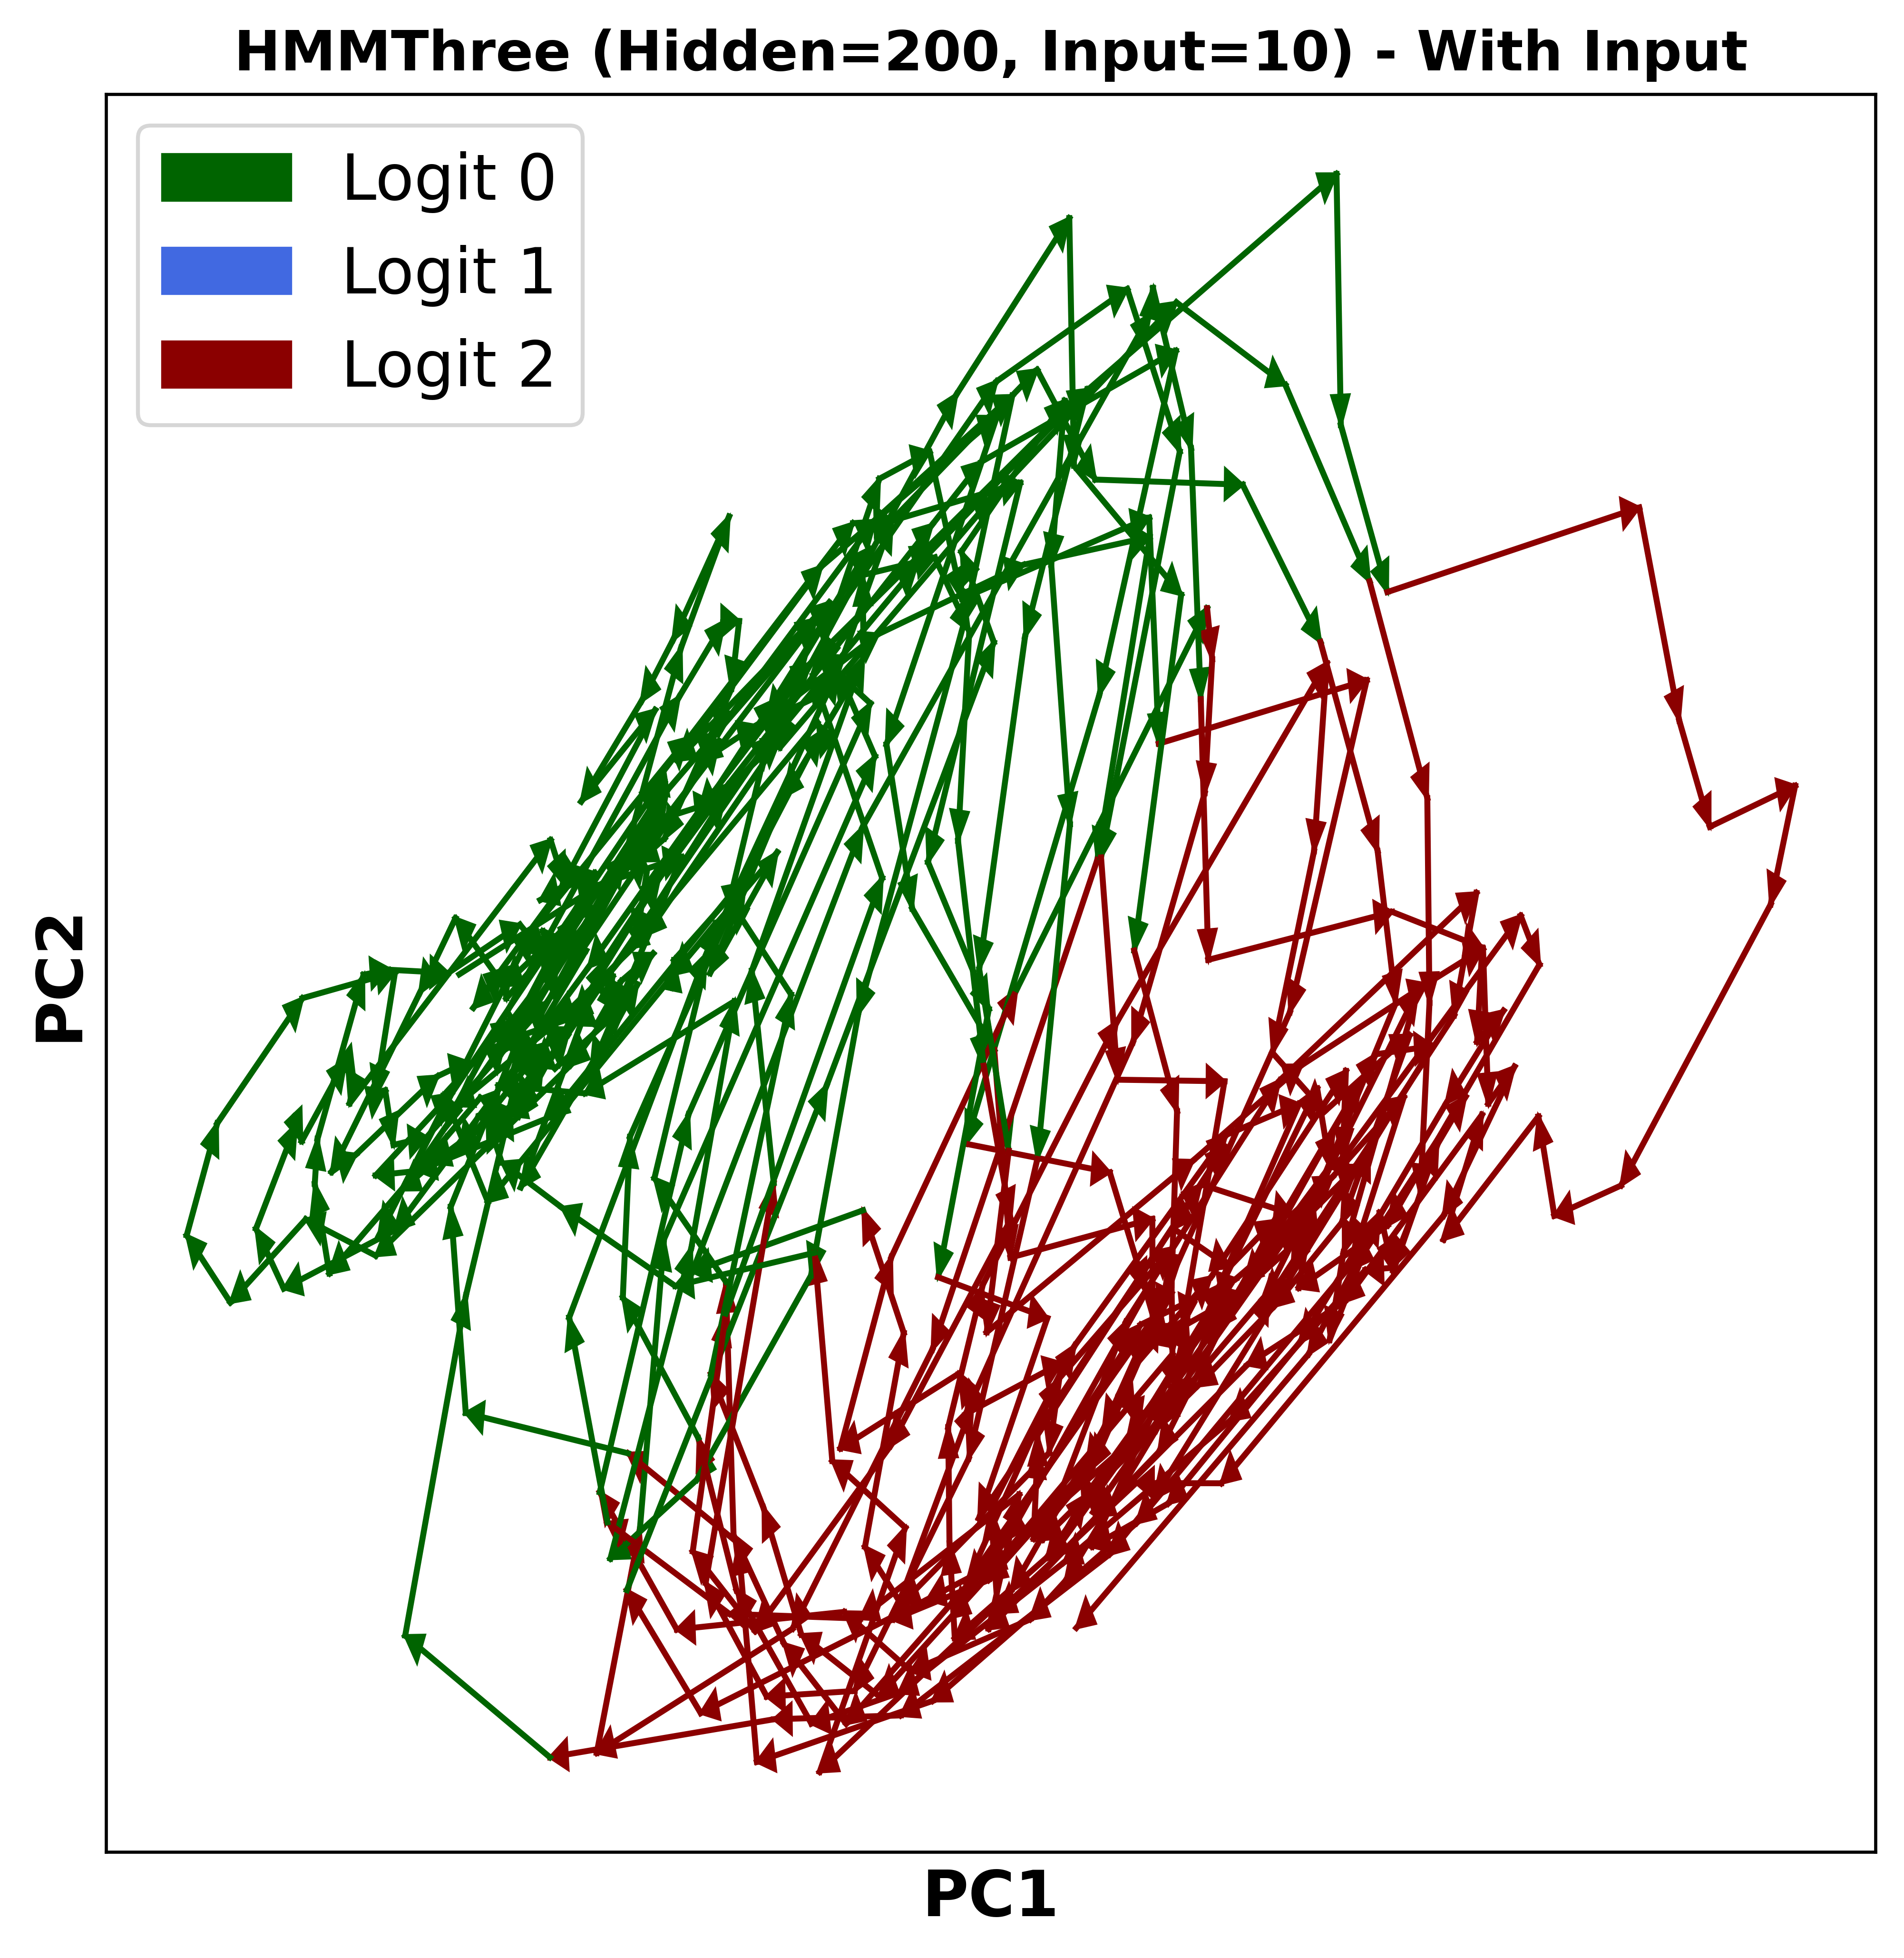 HMMThree (Hidden=200, Input=10) - With Input
Logit 0
Logit 1
Logit 2
PC2
PC1